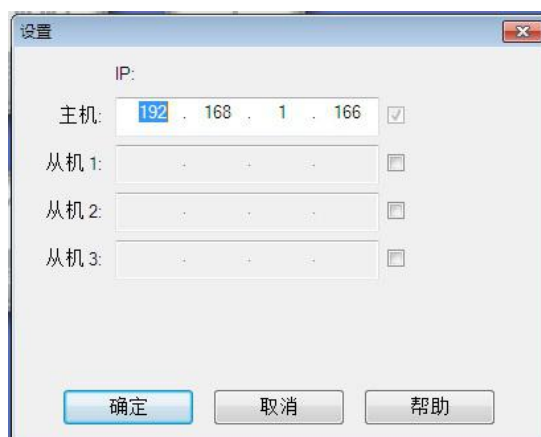 设置
IP:
主机: 192 . 168 . 1 . 166
从机 1: . . .
从机 2: . . .
从机 3: . . .
确定 取消 帮助